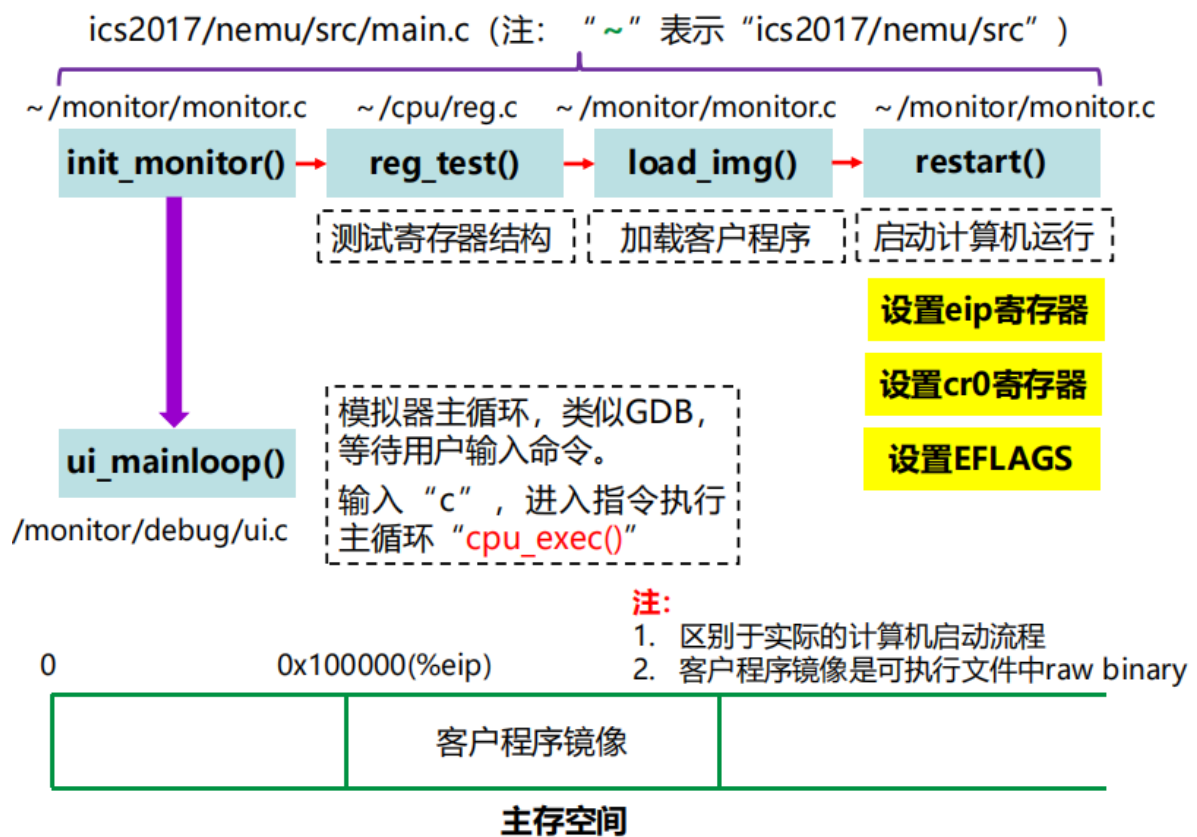 ics2017/nemu/src/main.c（注：“~”表示“ics2017/nemu/src”）
~/monitor/monitor.c
~/cpu/reg.c
~/monitor/monitor.c
~/monitor/monitor.c
init_monitor()
reg_test()
load_img()
restart()
测试寄存器结构
加载客户程序
启动计算机运行
设置eip寄存器
设置cr0寄存器
设置EFLAGS
ui_mainloop()
/monitor/debug/ui.c
模拟器主循环，类似GDB，
等待用户输入命令。
输入“c”，进入指令执行
主循环“cpu_exec()”
注：
1. 区别于实际的计算机启动流程
2. 客户程序镜像是可执行文件中raw binary
0
0x100000(%eip)
客户程序镜像
主存空间